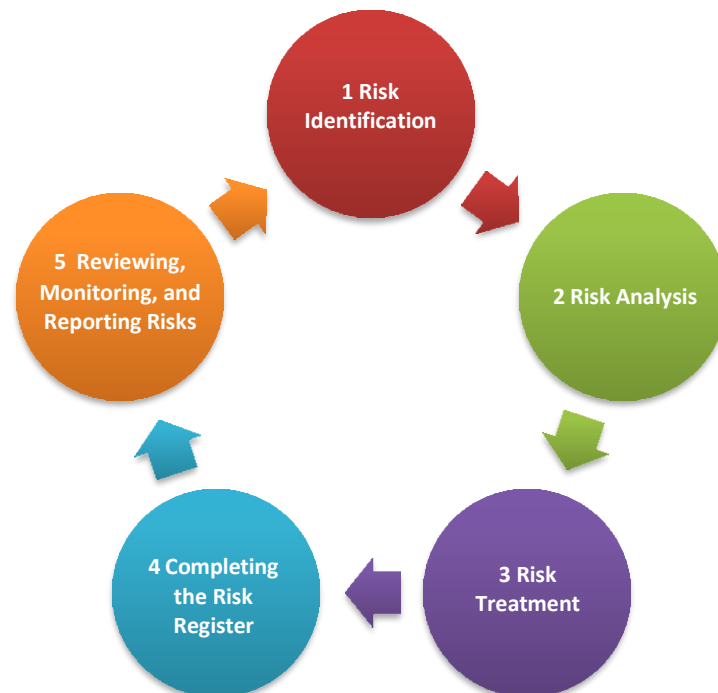 1 Risk
Identification
2 Risk Analysis
3 Risk
Treatment
4 Completing
the Risk
Register
5  Reviewing,
Monitoring, and
Reporting Risks